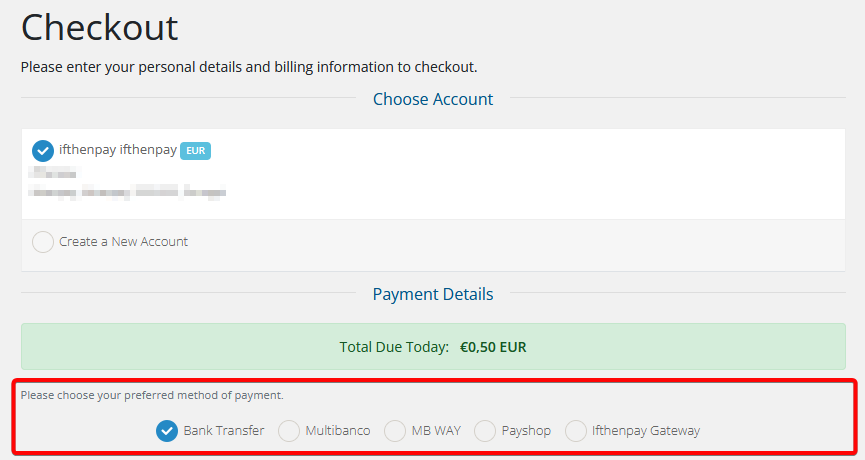 Checkout
Please enter your personal details and billing information to checkout.
Choose Account
ifthenpay ifthenpay EUR
Create a New Account
Payment Details
Total Due Today: €0,50 EUR
Please choose your preferred method of payment.
Bank Transfer Multibanco MB WAY Payshop Ifthenpay Gateway